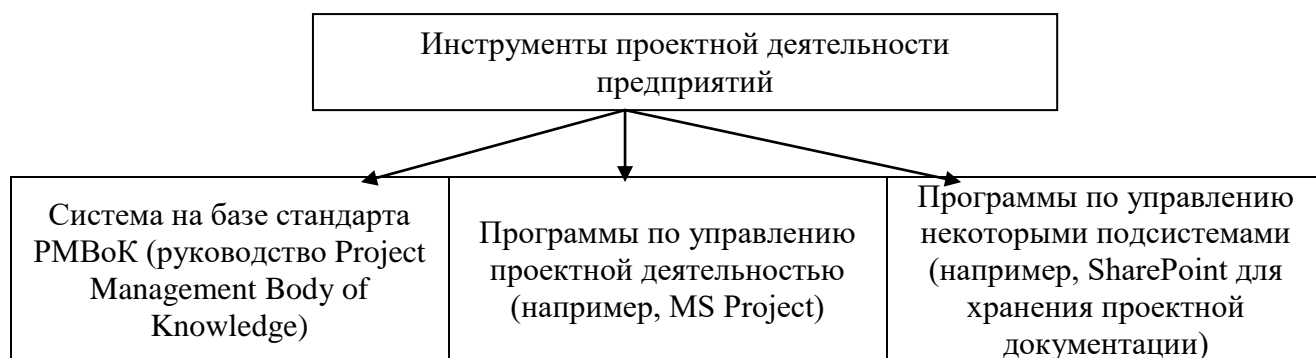 Инструменты проектной деятельности
предприятий
Система на базе стандарта
PMBoK (руководство Project
Management Body of
Knowledge)
Программы по управлению
проектной деятельностью
(например, MS Project)
Программы по управлению
некоторыми подсистемами
(например, SharePoint для
хранения проектной
документации)